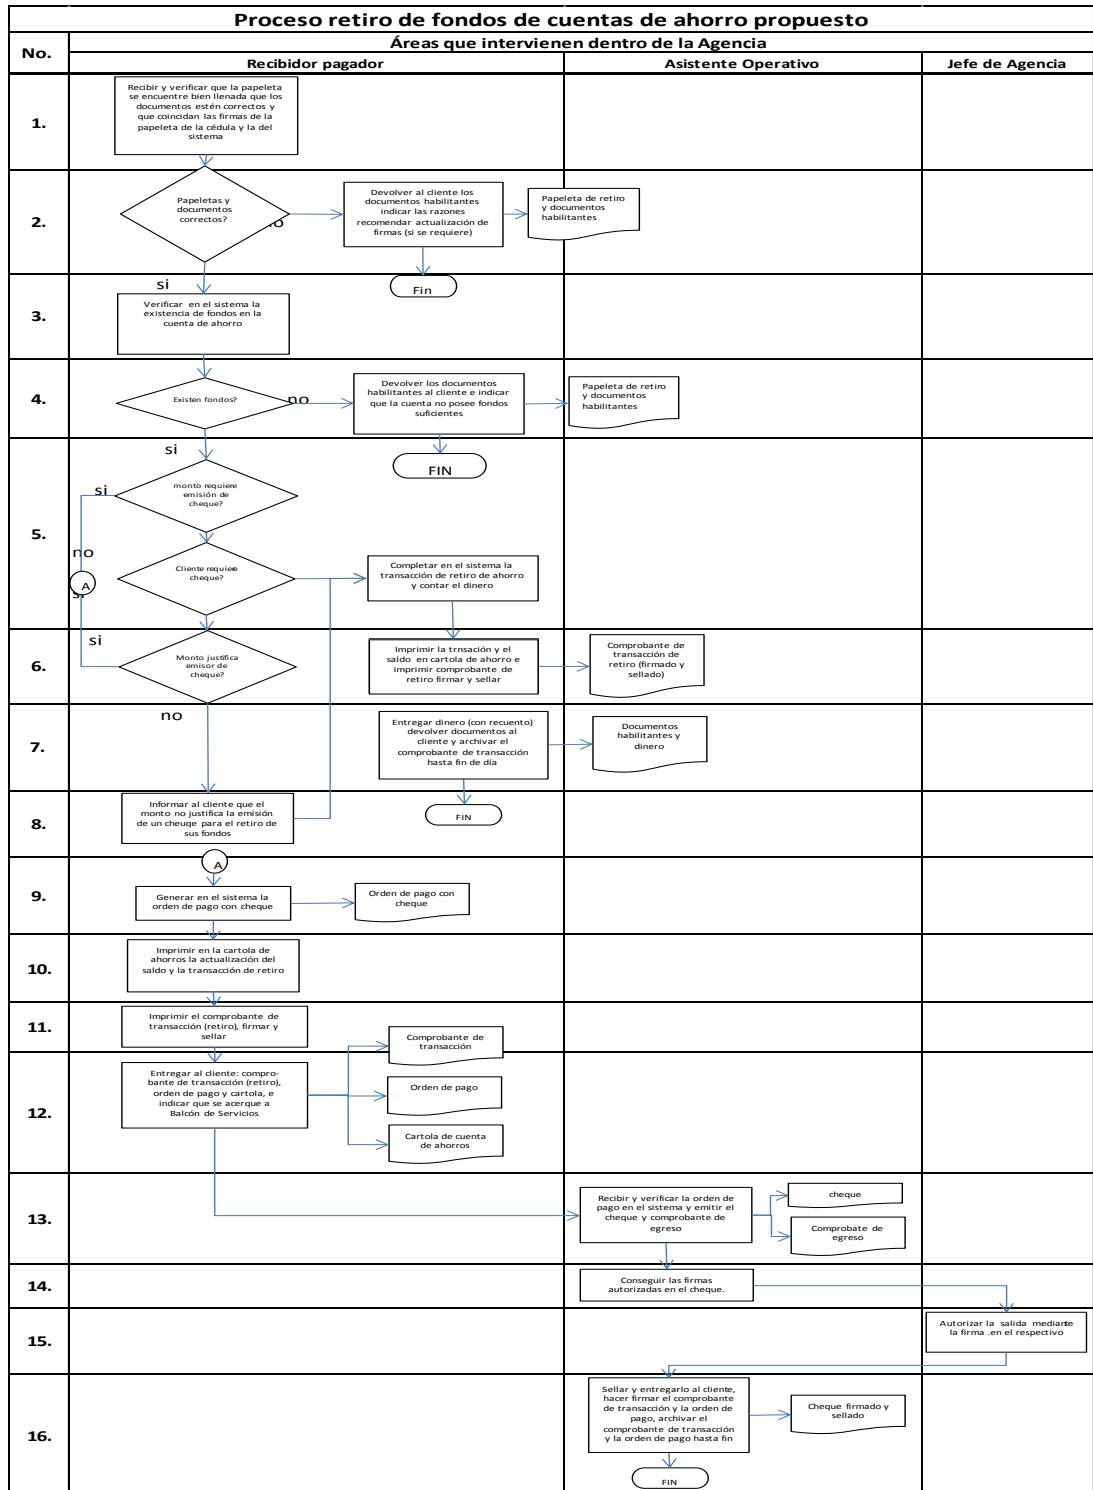 Proceso retiro de fondos de cuentas de ahorro propuesto
No.
Áreas que intervienen dentro de la Agencia
Recibidor pagador
Asistente Operativo
Jefe de Agencia
1.
Recibir y verificar que la papeleta
se encuentre bien llenada que los
documentos estén correctos y
que coincidan las firmas de la
papeleta de la cédula y la del
sistema
2.
Papeletas y
documentos
correctos?
no
Devolver al cliente los
documentos habilitantes
indicar las razones
recomendar actualización de
firmas (si se requiere)
Papeleta de retiro
y documentos
habilitantes
si
Fin
3.
Verificar en el sistema la
existencia de fondos en la
cuenta de ahorro
4.
Existen fondos?
no
Devolver los documentos
habilitantes al cliente e indicar
que la cuenta no posee fondos
suficientes
Papeleta de retiro
y documentos
habilitantes
si
FIN
5.
si
monto requiere
emisión de
cheque?
no
Cliente requiere
cheque?
A
si
Completar en el sistema la
transacción de retiro de ahorro
y contar el dinero
6.
si
Monto justifica
emisor de
cheque?
Imprimir la trnsación y el
saldo en cartola de ahorro e
imprimir comprobante de
retiro firmar y sellar
Comprobante de
transacción de
retiro (firmado y
sellado)
7.
no
Entregar dinero (con recuento)
devolver documentos al
cliente y archivar el
comprobante de transacción
hasta fin de día
Documentos
habilitantes y
dinero
8.
Informar al cliente que el
monto no justifica la emisión
de un cheuqe para el retiro de
sus fondos
FIN
A
9.
Generar en el sistema la
orden de pago con cheque
Orden de pago con
cheque
10.
Imprimir en la cartola de
ahorros la actualización del
saldo y la transacción de retiro
11.
Imprimir el comprobante de
transacción (retiro), firmar y
sellar
Comprobante de
transacción
12.
Entregar al cliente: compro-
bante de transacción (retiro),
orden de pago y cartola, e
indicar que se acerque a
Balcón de Servicios
Orden de pago
Cartola de cuenta
de ahorros
13.
Recibir y verificar la orden de
pago en el sistema y emitir el
cheque y comprobante de
egreso
cheque
Comprobate de
egreso
14.
Conseguir las firmas
autorizadas en el cheque.
15.
Autorizar la salida mediante
la firma .en el respectivo
16.
Sellar y entregarlo al cliente,
hacer firmar el comprobante
de transacción y la orden de
pago, archivar el
comprobante de transacción
y la orden de pago hasta fin
Cheque firmado y
sellado
FIN